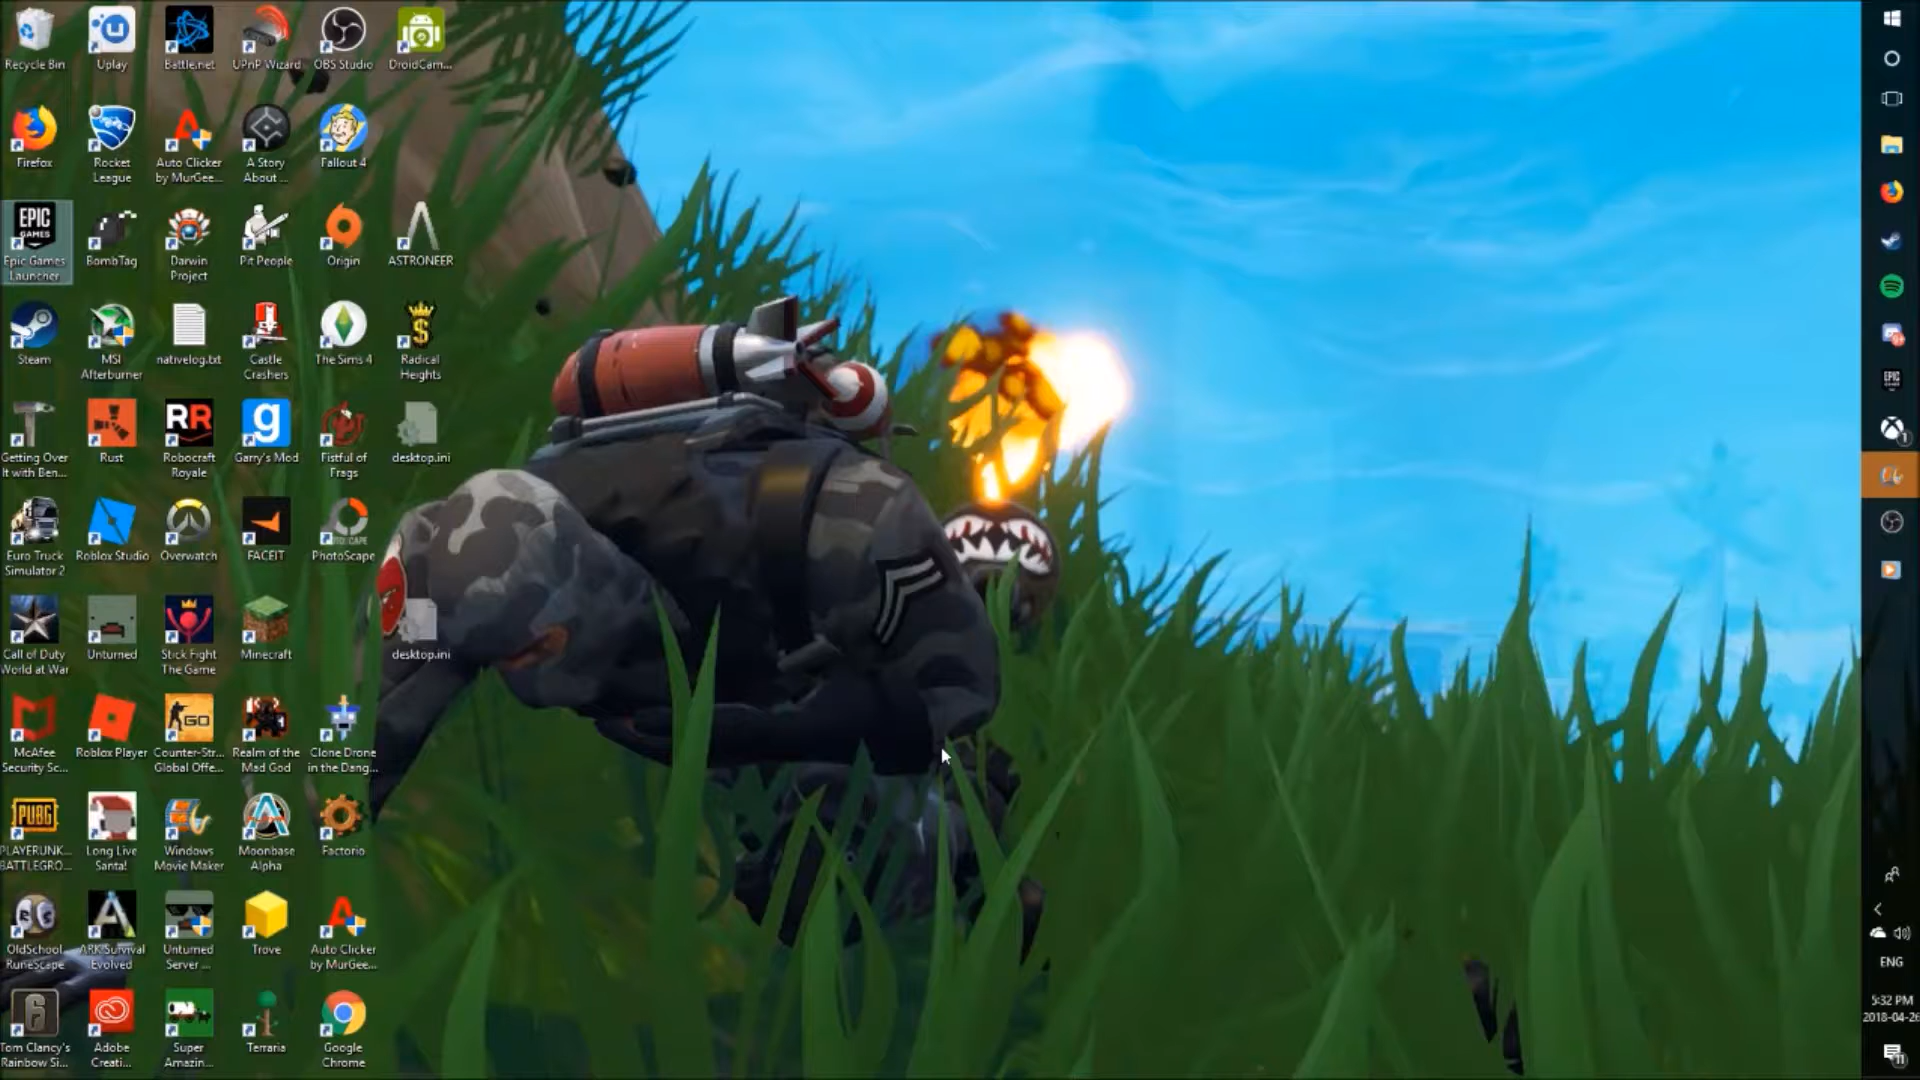 Recycle Bin
Uplay
Battle.net
UPnP Wizard
OBS Studio
DroidCam...
Firefox
Rocket
League
Auto Clicker
by MurGee...
A Story
About ...
Fallout 4
EPIC
GAMES
Epic Games
Launcher
BombTag
Darwin
Project
Pit People
Origin
ASTRONEER
Steam
MSI
Afterburner
nativelog.txt
Castle
Crashers
The Sims 4
Radical
Heights
Getting Over
It with Ben...
Rust
RR
Robocraft
Royale
g
Garry's Mod
Fistful of
Frags
desktop.ini
Euro Truck
Simulator 2
Roblox Studio
Overwatch
FACEIT
PhotoScape
Call of Duty
World at War
Unturned
Stick Fight
The Game
Minecraft
desktop.ini
McAfee
Security Sc...
Roblox Player
GO
Counter-Str...
Global Offe...
Realm of the
Mad God
Clone Drone
in the Dang...
PUBG
PLAYERUNK...
BATTLEGRO...
Long Live
Santa!
Windows
Movie Maker
Moonbase
Alpha
Factorio
OldSchool
RuneScape
ARK Survival
Evolved
Unturned
Server ...
Trove
Auto Clicker
by MurGee...
6
Tom Clancy's
Rainbow Si...
Adobe
Creati...
Super
Amazin...
Terraria
Google
Chrome
EPIC
1
ENG
5:32 PM
2018-04-26
11